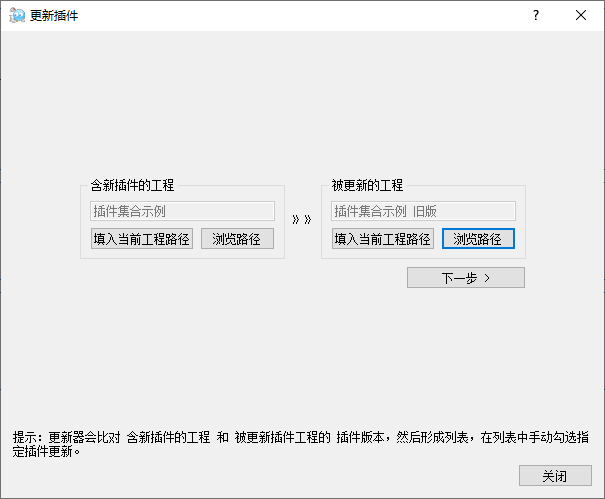 更新插件
?
含新插件的工程
插件集合示例
填入当前工程路径
浏览路径
》》
被更新的工程
插件集合示例 旧版
填入当前工程路径
浏览路径
下一步 >
提示：更新器会比对 含新插件的工程 和 被更新插件工程的 插件版本，然后形成列表，在列表中手动勾选指
定插件更新。
关闭